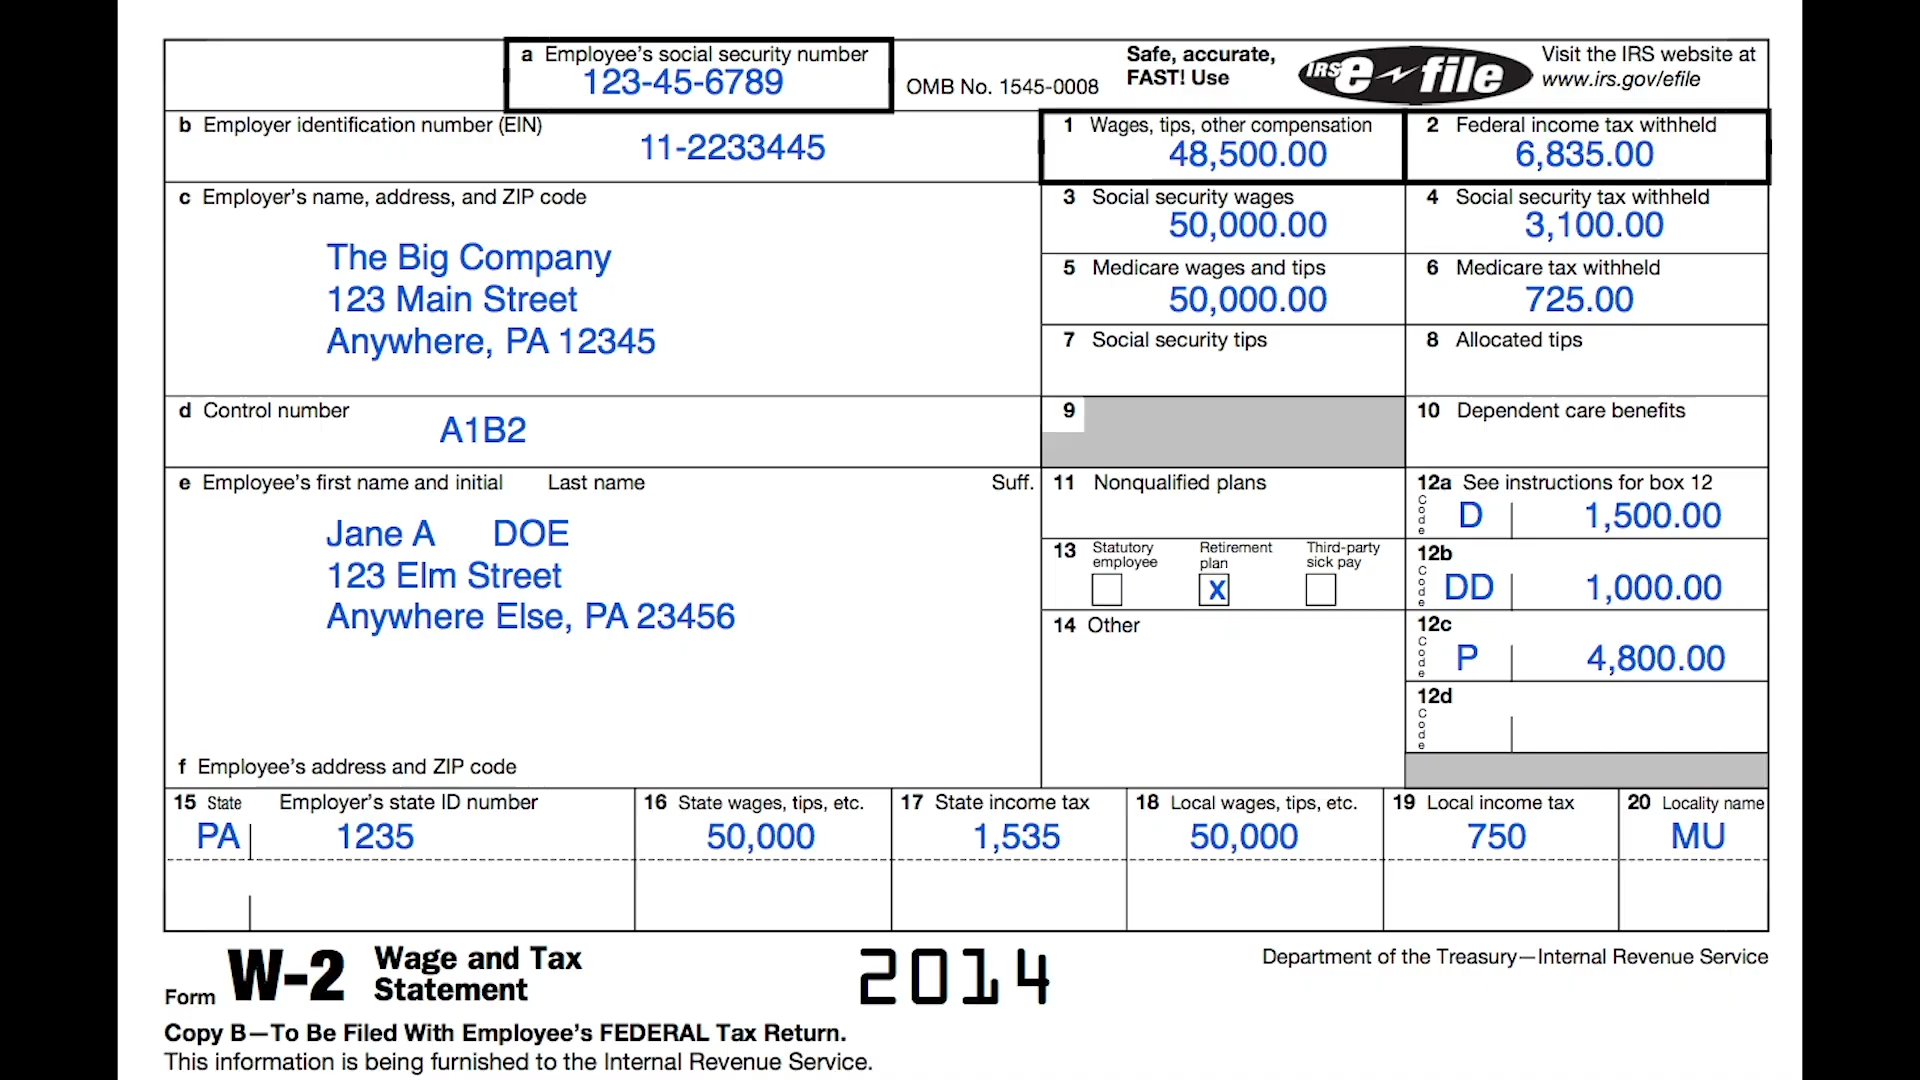 a Employee's social security number
123-45-6789
OMB No. 1545-0008
Safe, accurate,
FAST! Use
IRS e file
Visit the IRS website at
www.irs.gov/efile
b Employer identification number (EIN)
11-2233445
1 Wages, tips, other compensation
48,500.00
2 Federal income tax withheld
6,835.00
c Employer's name, address, and ZIP code
The Big Company
123 Main Street
Anywhere, PA 12345
3 Social security wages
50,000.00
4 Social security tax withheld
3,100.00
5 Medicare wages and tips
50,000.00
6 Medicare tax withheld
725.00
7 Social security tips
8 Allocated tips
d Control number
A1B2
9
10 Dependent care benefits
e Employee's first name and initial Last name Suff.
Jane A DOE
123 Elm Street
Anywhere Else, PA 23456
f Employee's address and ZIP code
11 Nonqualified plans
12a See instructions for box 12
Code D 1,500.00
13 Statutory employee Retirement plan Third-party sick pay
X
12b
Code DD 1,000.00
14 Other
12c
Code P 4,800.00
12d
Code
15 State Employer's state ID number
PA 1235
16 State wages, tips, etc.
50,000
17 State income tax
1,535
18 Local wages, tips, etc.
50,000
19 Local income tax
750
20 Locality name
MU
Form W-2 Wage and Tax
Statement
2014
Department of the Treasury—Internal Revenue Service
Copy B—To Be Filed With Employee's FEDERAL Tax Return.
This information is being furnished to the Internal Revenue Service.